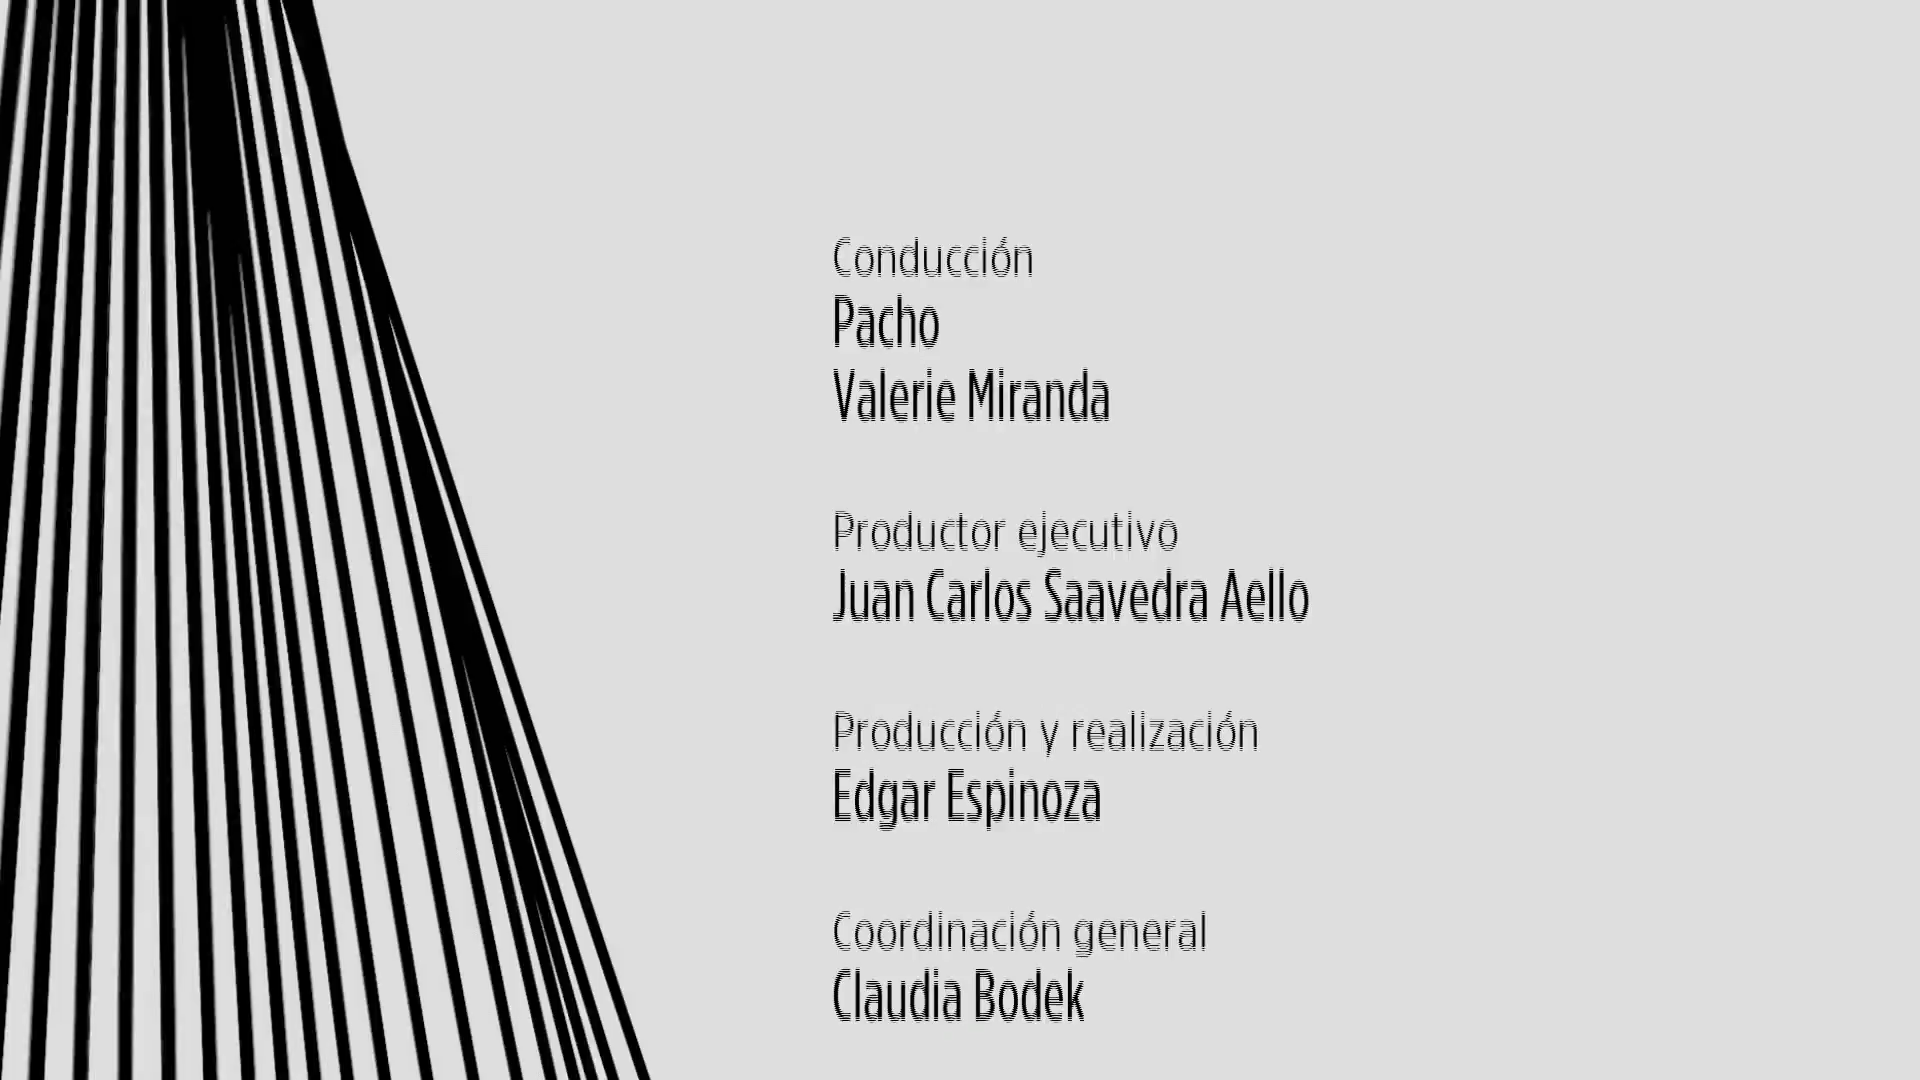 Conducción
Pacho
Valerie Miranda
Productor ejecutivo
Juan Carlos Saavedra Aello
Producción y realización
Edgar Espinoza
Coordinación general
Claudia Bodek